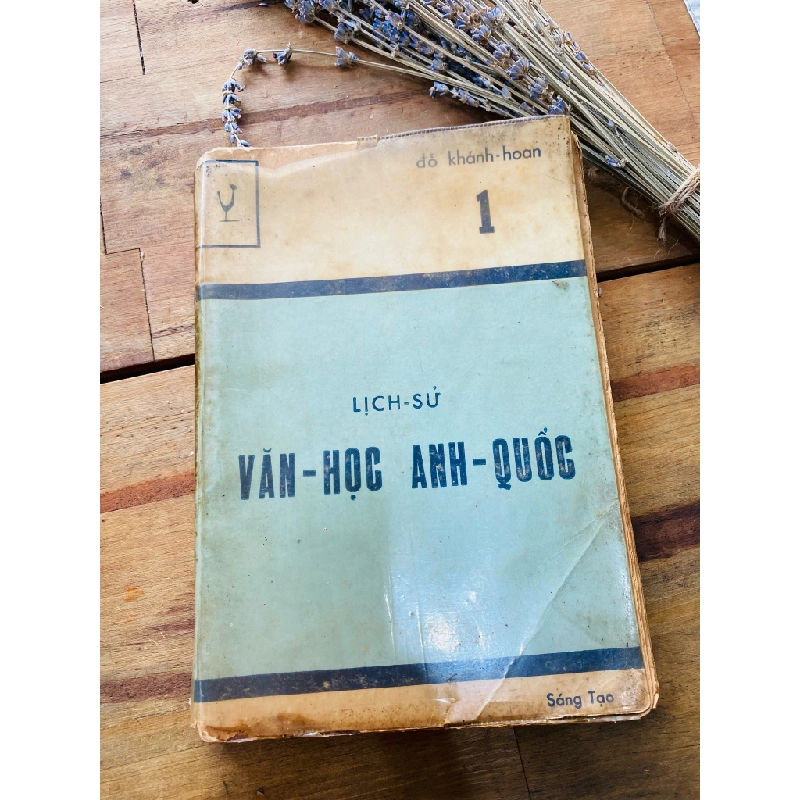 đỗ khánh-hoan
1
LỊCH-SỬ
VĂN-HỌC ANH-QUỐC
Sáng Tạo